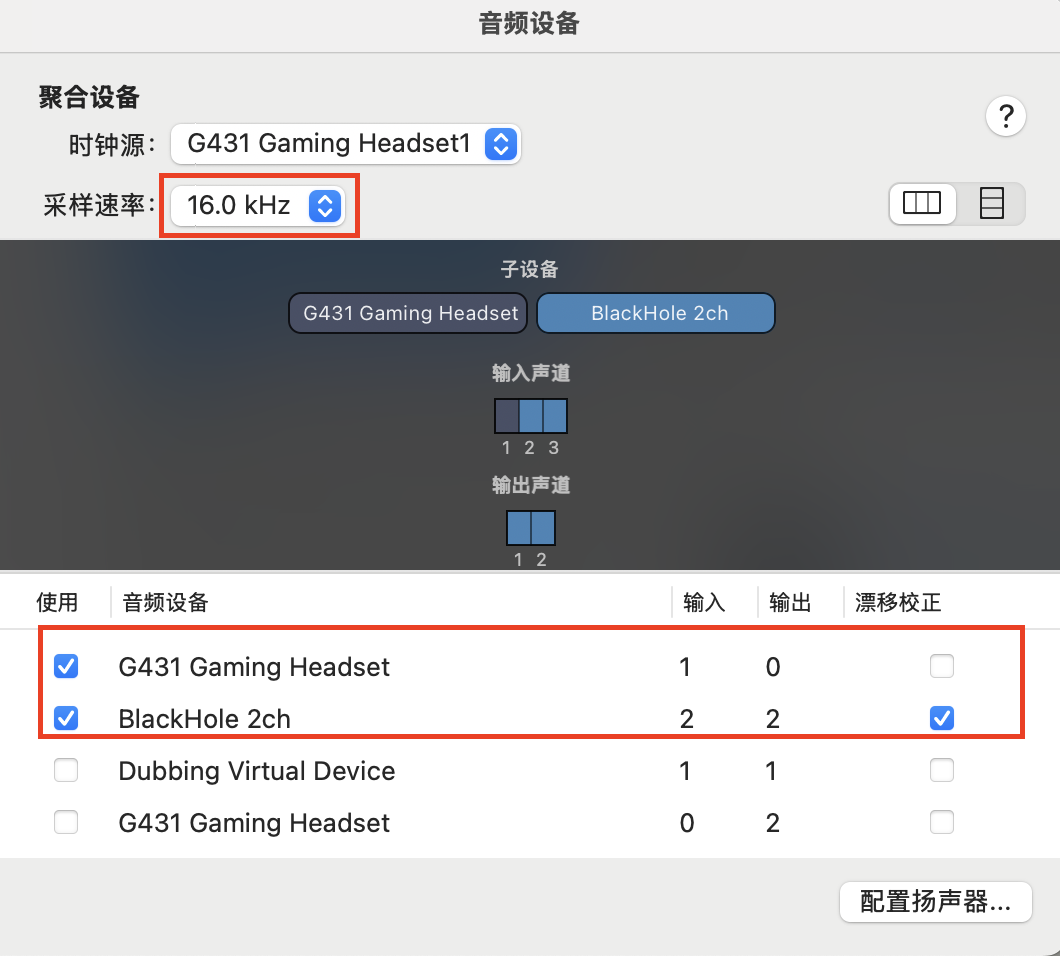 音频设备
聚合设备
?
时钟源： G431 Gaming Headset1
采样速率： 16.0 kHz
子设备
G431 Gaming Headset BlackHole 2ch
输入声道
1 2 3
输出声道
1 2
使用 音频设备 输入 输出 漂移校正
G431 Gaming Headset 1 0
BlackHole 2ch 2 2
Dubbing Virtual Device 1 1
G431 Gaming Headset 0 2
配置扬声器...